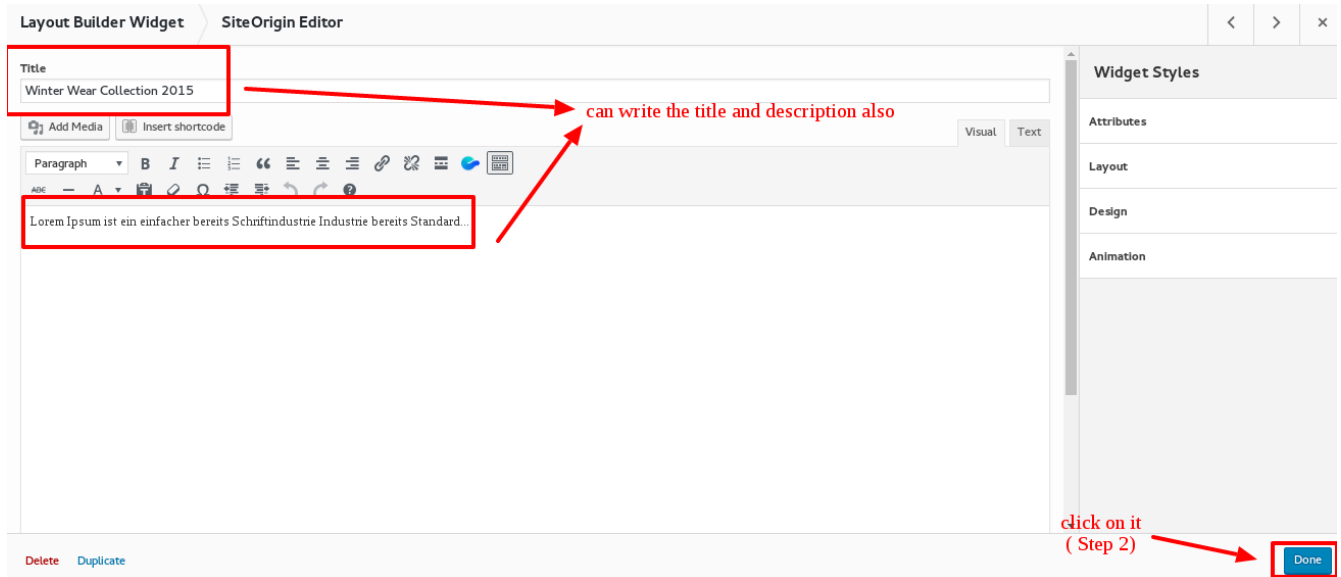 Layout Builder Widget SiteOrigin Editor
Title
Winter Wear Collection 2015
can write the title and description also
Add Media Insert shortcode
Visual Text
Paragraph B I
ABC A Ω
Lorem Ipsum ist ein einfacher bereits Schriftindustrie Industrie bereits Standard...
Widget Styles
Attributes
Layout
Design
Animation
click on it
( Step 2)
Delete Duplicate
Done